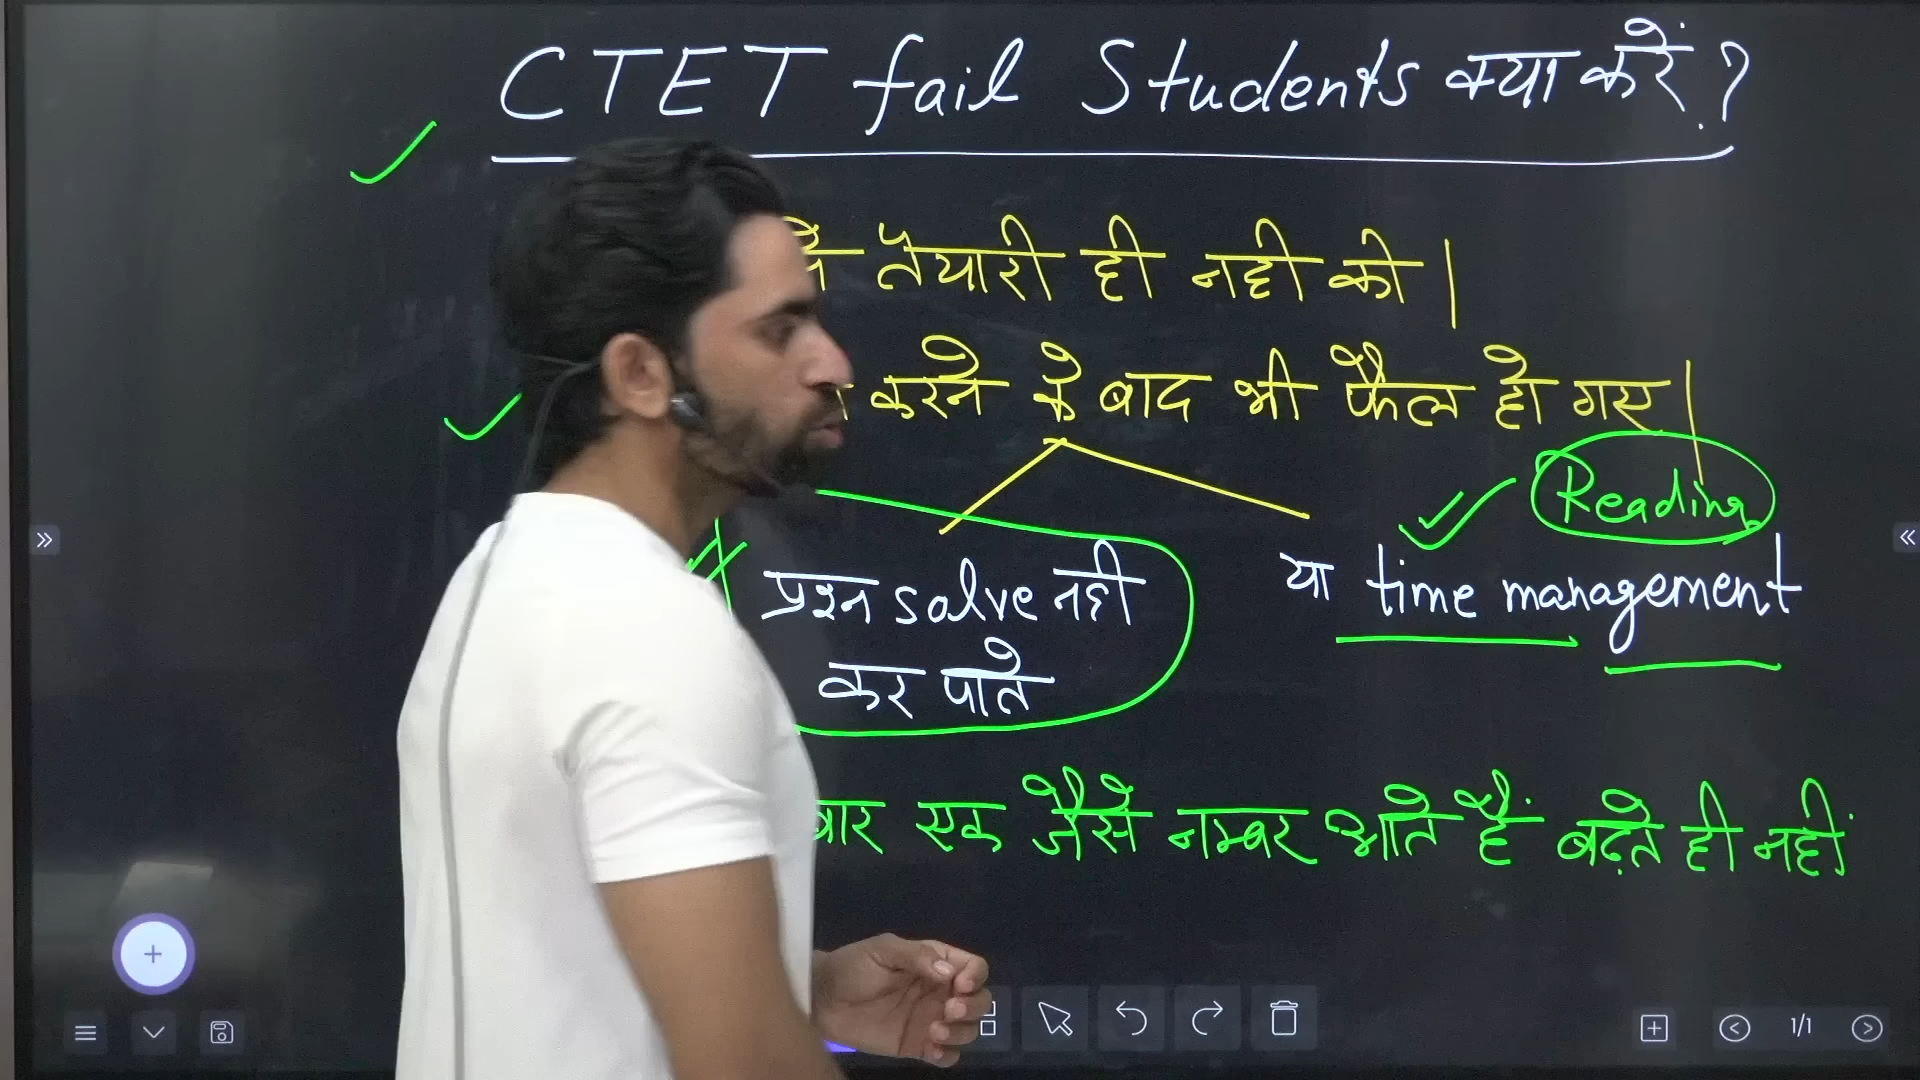 CTET fail Students क्या करें ?
तैयारी ही नही की |
करने के बाद भी फैल हो गए |
Reading
प्रश्न solve नही
कर पाते
या time management
बार एक जैसे नम्बर आते हैं बढ़ते ही नहीं
1/1